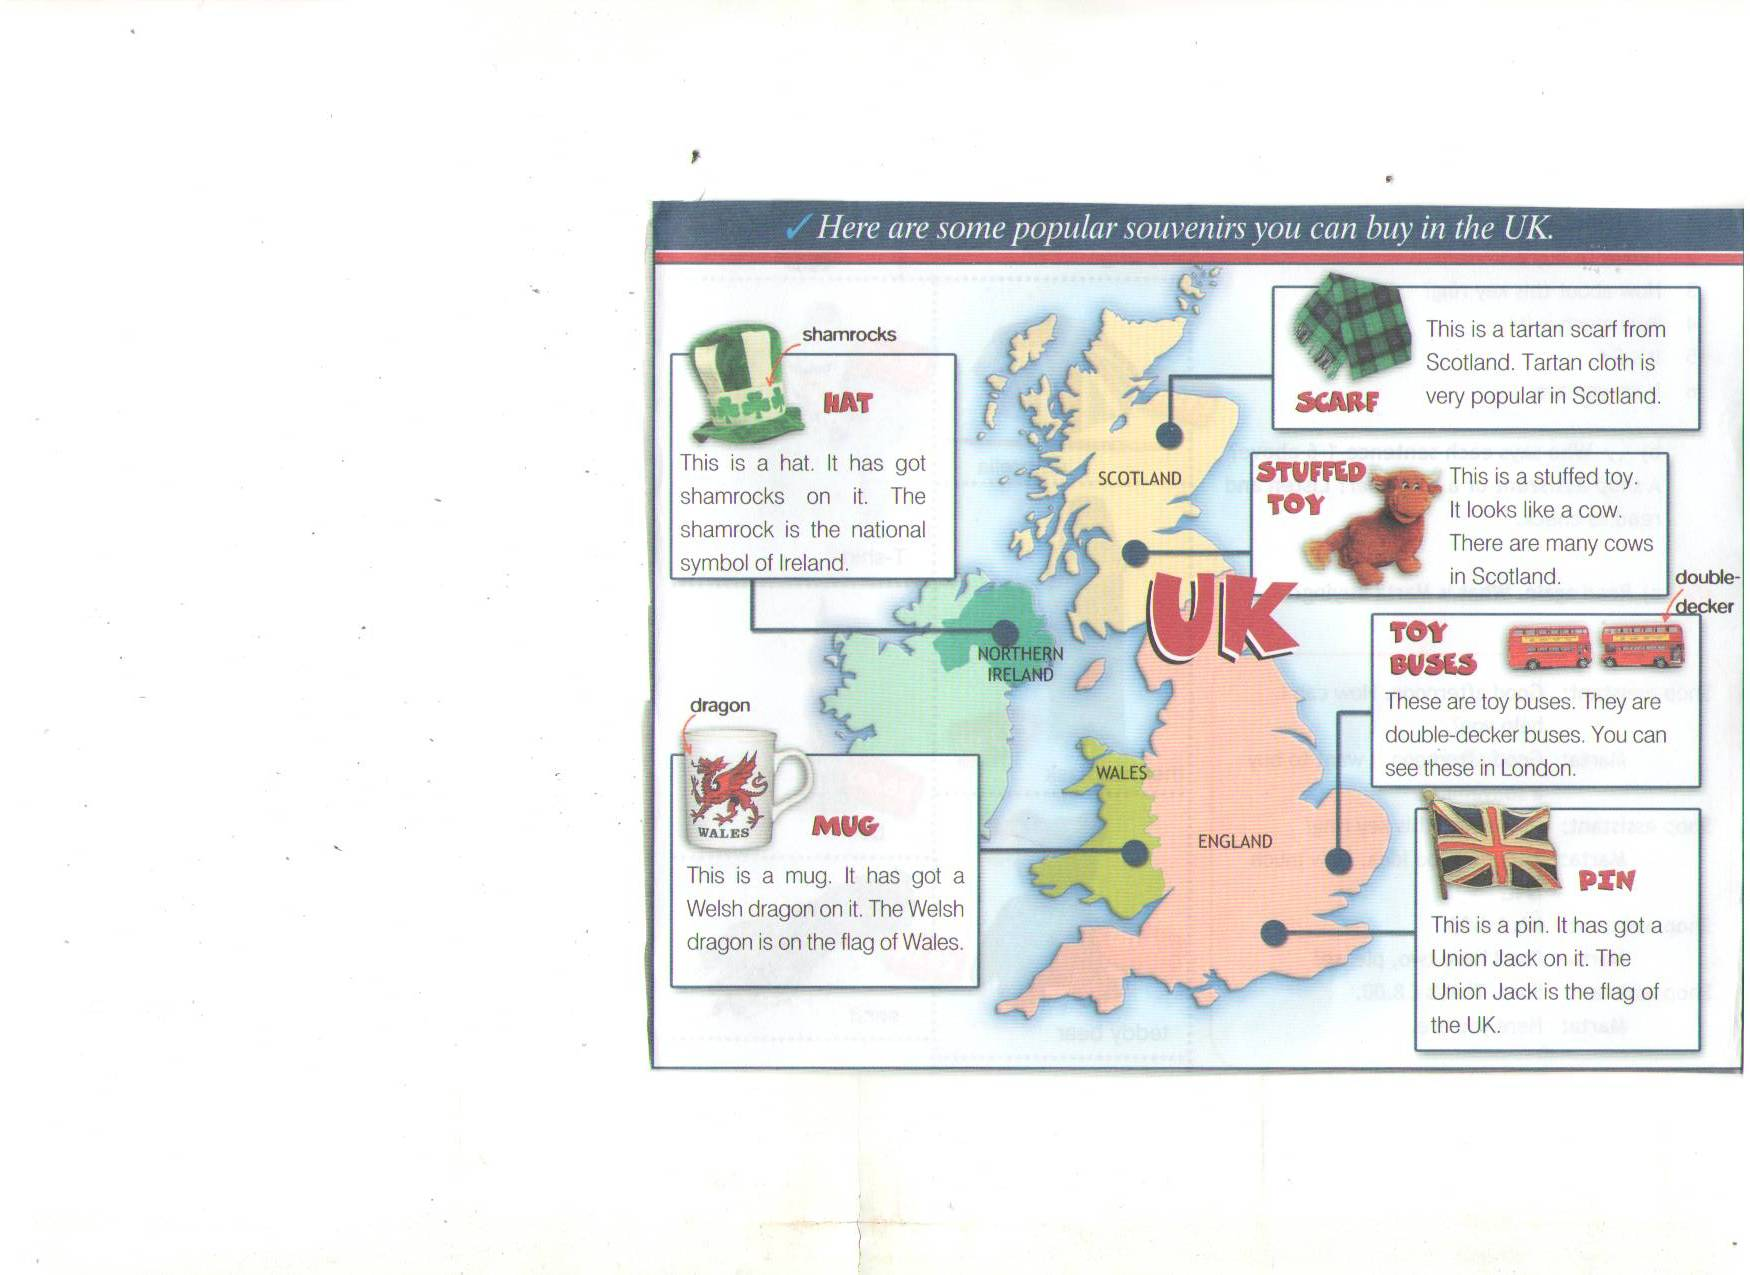 ✓ Here are some popular souvenirs you can buy in the UK.
shamrocks
HAT
This is a hat. It has got
shamrocks on it. The
shamrock is the national
symbol of Ireland.
SCARF
This is a tartan scarf from
Scotland. Tartan cloth is
very popular in Scotland.
SCOTLAND
STUFFED
TOY
This is a stuffed toy.
It looks like a cow.
There are many cows
in Scotland.
UK
NORTHERN
IRELAND
double-
decker
TOY
BUSES
These are toy buses. They are
double-decker buses. You can
see these in London.
dragon
WALES
MUG
This is a mug. It has got a
Welsh dragon on it. The Welsh
dragon is on the flag of Wales.
WALES
ENGLAND
PIN
This is a pin. It has got a
Union Jack on it. The
Union Jack is the flag of
the UK.